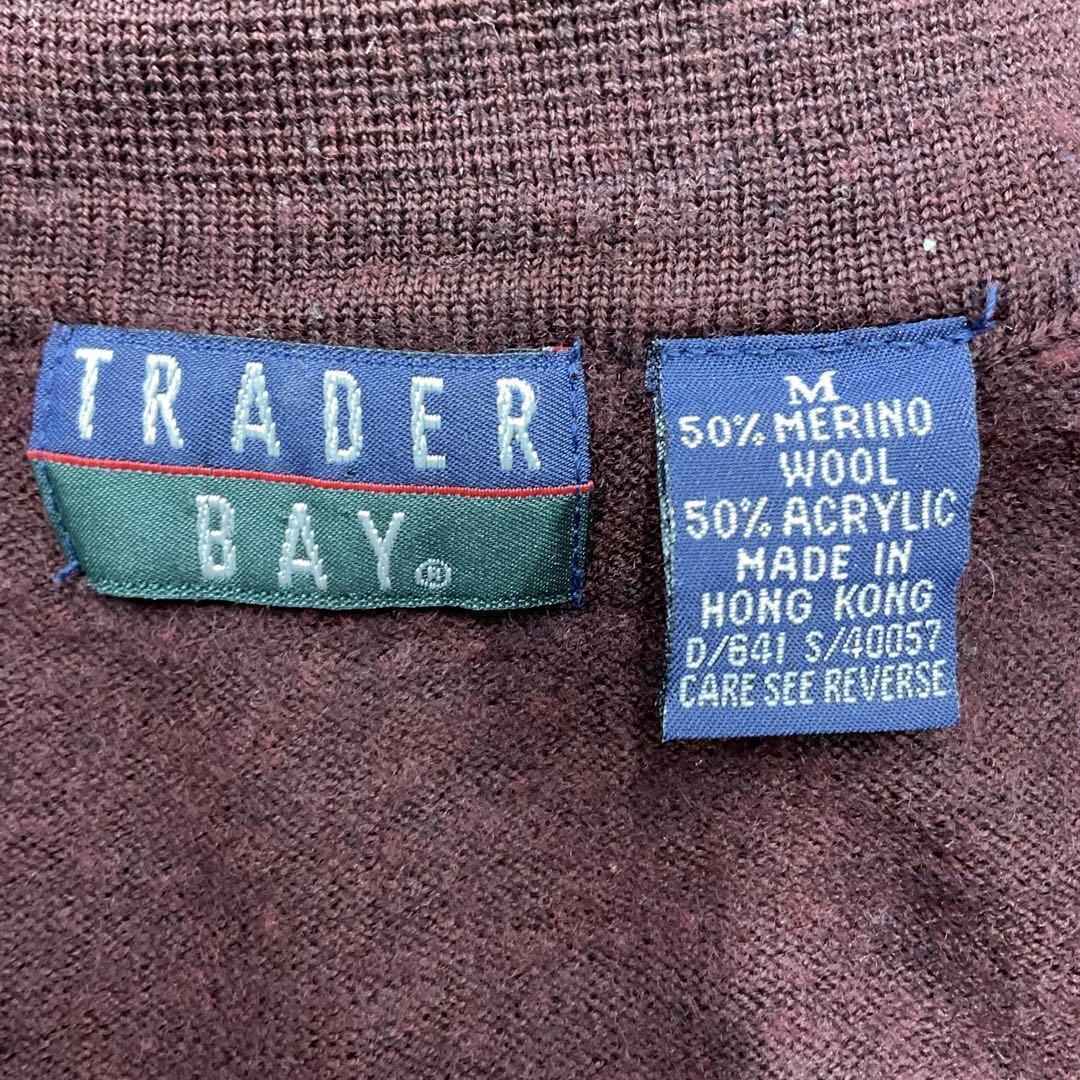 TRADER
BAY®
M
50% MERINO
WOOL
50% ACRYLIC
MADE IN
HONG KONG
D/641 S/40057
CARE SEE REVERSE